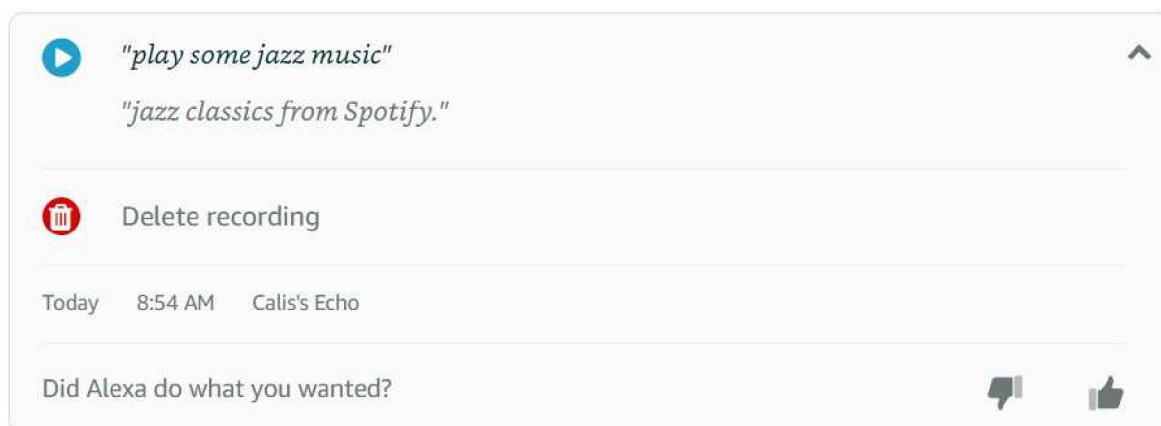 "play some jazz music"
"jazz classics from Spotify."
Delete recording
Today 8:54 AM Calis's Echo
Did Alexa do what you wanted?